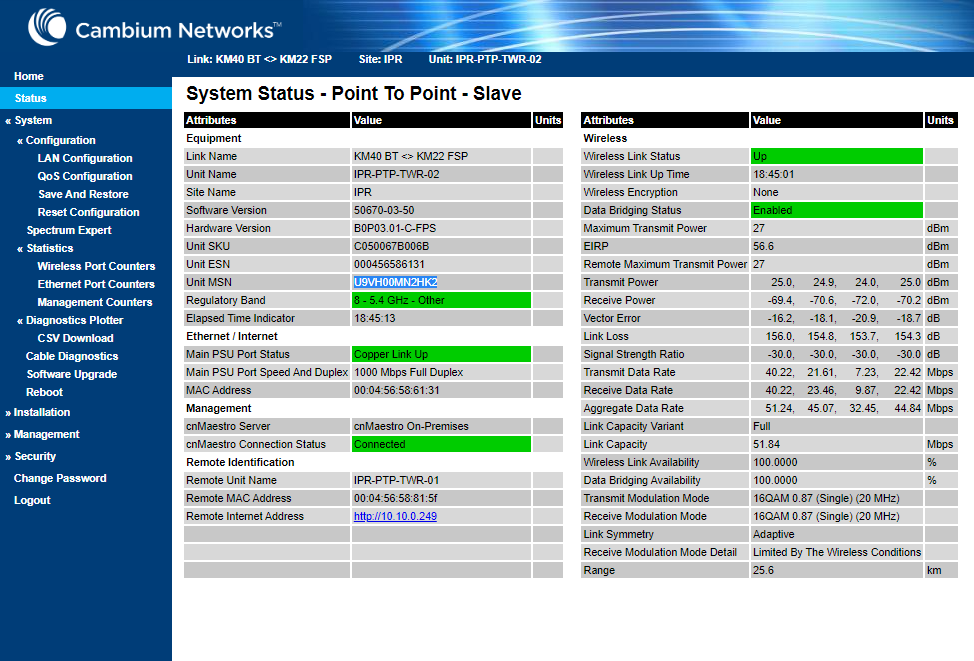 Cambium Networks™
Link: KM40 BT <> KM22 FSP Site: IPR Unit: IPR-PTP-TWR-02
Home
Status
« System
« Configuration
LAN Configuration
QoS Configuration
Save And Restore
Reset Configuration
Spectrum Expert
« Statistics
Wireless Port Counters
Ethernet Port Counters
Management Counters
« Diagnostics Plotter
CSV Download
Cable Diagnostics
Software Upgrade
Reboot
» Installation
» Management
» Security
Change Password
Logout
System Status - Point To Point - Slave
Attributes Value Units
Equipment
Link Name KM40 BT <> KM22 FSP
Unit Name IPR-PTP-TWR-02
Site Name IPR
Software Version 50670-03-50
Hardware Version B0P03.01-C-FPS
Unit SKU C050067B006B
Unit ESN 000456586131
Unit MSN U9VH00MN2HK2
Regulatory Band 8 - 5.4 GHz - Other
Elapsed Time Indicator 18:45:13
Ethernet / Internet
Main PSU Port Status Copper Link Up
Main PSU Port Speed And Duplex 1000 Mbps Full Duplex
MAC Address 00:04:56:58:61:31
Management
cnMaestro Server cnMaestro On-Premises
cnMaestro Connection Status Connected
Remote Identification
Remote Unit Name IPR-PTP-TWR-01
Remote MAC Address 00:04:56:58:81:5f
Remote Internet Address http://10.10.0.249
Attributes Value Units
Wireless
Wireless Link Status Up
Wireless Link Up Time 18:45:01
Wireless Encryption None
Data Bridging Status Enabled
Maximum Transmit Power 27 dBm
EIRP 56.6 dBm
Remote Maximum Transmit Power 27 dBm
Transmit Power 25.0, 24.9, 24.0, 25.0 dBm
Receive Power -69.4, -70.6, -72.0, -70.2 dBm
Vector Error -16.2, -18.1, -20.9, -18.7 dB
Link Loss 156.0, 154.8, 153.7, 154.3 dB
Signal Strength Ratio -30.0, -30.0, -30.0, -30.0 dB
Transmit Data Rate 40.22, 21.61, 7.23, 22.42 Mbps
Receive Data Rate 40.22, 23.46, 9.87, 22.42 Mbps
Aggregate Data Rate 51.24, 45.07, 32.45, 44.84 Mbps
Link Capacity Variant Full
Link Capacity 51.84 Mbps
Wireless Link Availability 100.0000 %
Data Bridging Availability 100.0000 %
Transmit Modulation Mode 16QAM 0.87 (Single) (20 MHz)
Receive Modulation Mode 16QAM 0.87 (Single) (20 MHz)
Link Symmetry Adaptive
Receive Modulation Mode Detail Limited By The Wireless Conditions
Range 25.6 km